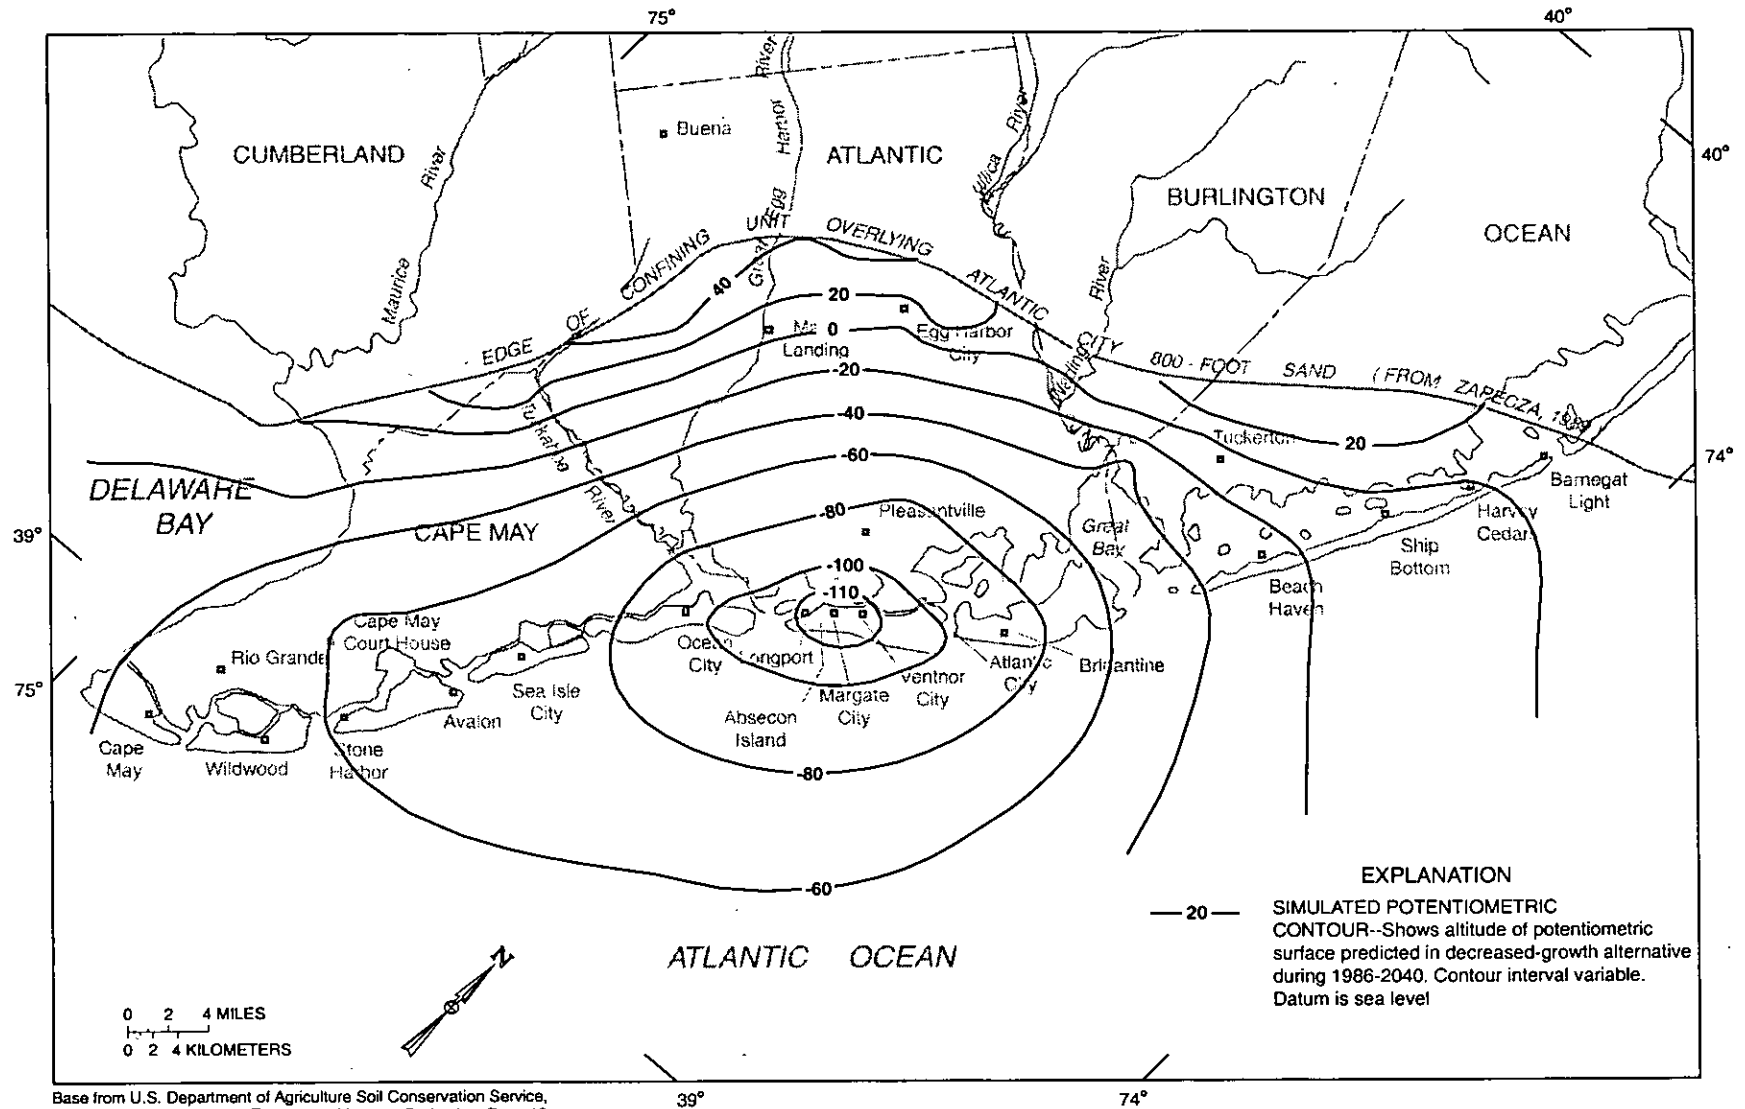 75°
40°
River
River
Buena
CUMBERLAND
River
Harbor
ATLANTIC
40°
BURLINGTON
Egg
Great
OCEAN
EDGE OF CONFINING UNIT OVERLYING ATLANTIC CITY 800-FOOT SAND (FROM ZAPECZA, 1989
Maurice
River
40
20
0
Landing
Egg Harbor
City
-20
-40
20
Tuckerton
-60
74°
DELAWARE
BAY
River
Barnegat
Light
39°
CAPE MAY
-80
Pleasantville
Great
Bay
Harvey
Cedars
Ship
Bottom
-100
-110
Beach
Haven
Cape May
Court House
Rio Grande
Ocean
City
Longport
Atlantic
City
Brigantine
75°
Sea Isle
City
Margate
City
Ventnor
City
Avalon
Absecon
Island
Cape
May
Wildwood
Stone
Harbor
-80
-60
EXPLANATION
20
SIMULATED POTENTIOMETRIC
CONTOUR--Shows altitude of potentiometric
surface predicted in decreased-growth alternative
during 1986-2040. Contour interval variable.
Datum is sea level
ATLANTIC OCEAN
N
0 2 4 MILES
0 2 4 KILOMETERS
Base from U.S. Department of Agriculture Soil Conservation Service,
39°
74°